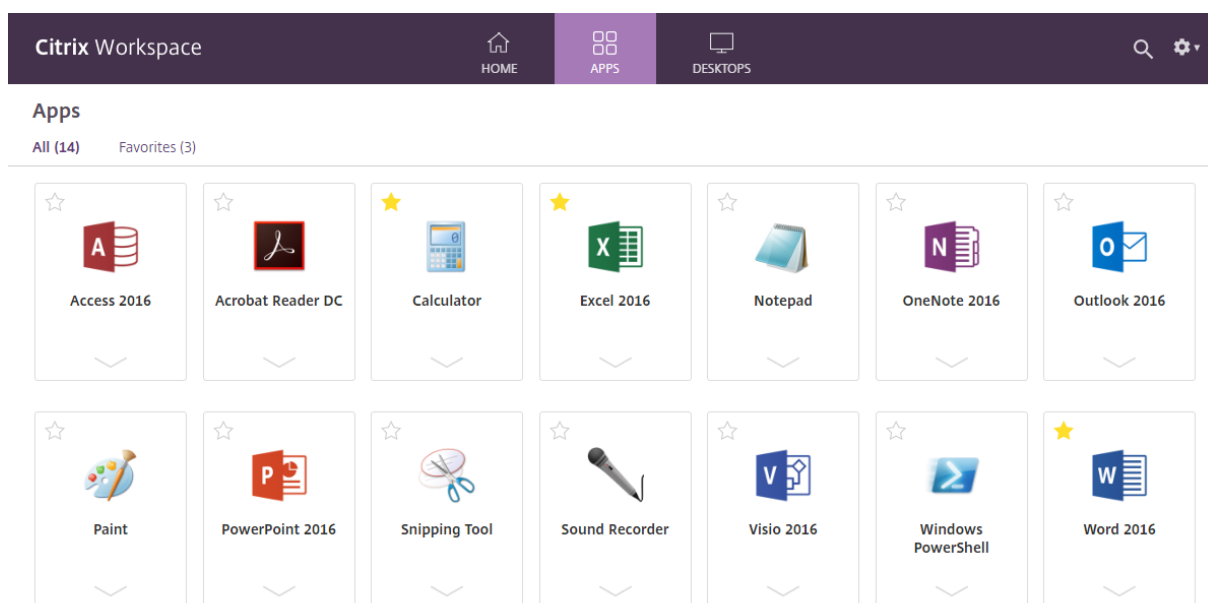 Citrix Workspace
HOME
APPS
DESKTOPS
Apps
All (14) Favorites (3)
Access 2016
Acrobat Reader DC
Calculator
Excel 2016
Notepad
OneNote 2016
Outlook 2016
Paint
PowerPoint 2016
Snipping Tool
Sound Recorder
Visio 2016
Windows
PowerShell
Word 2016